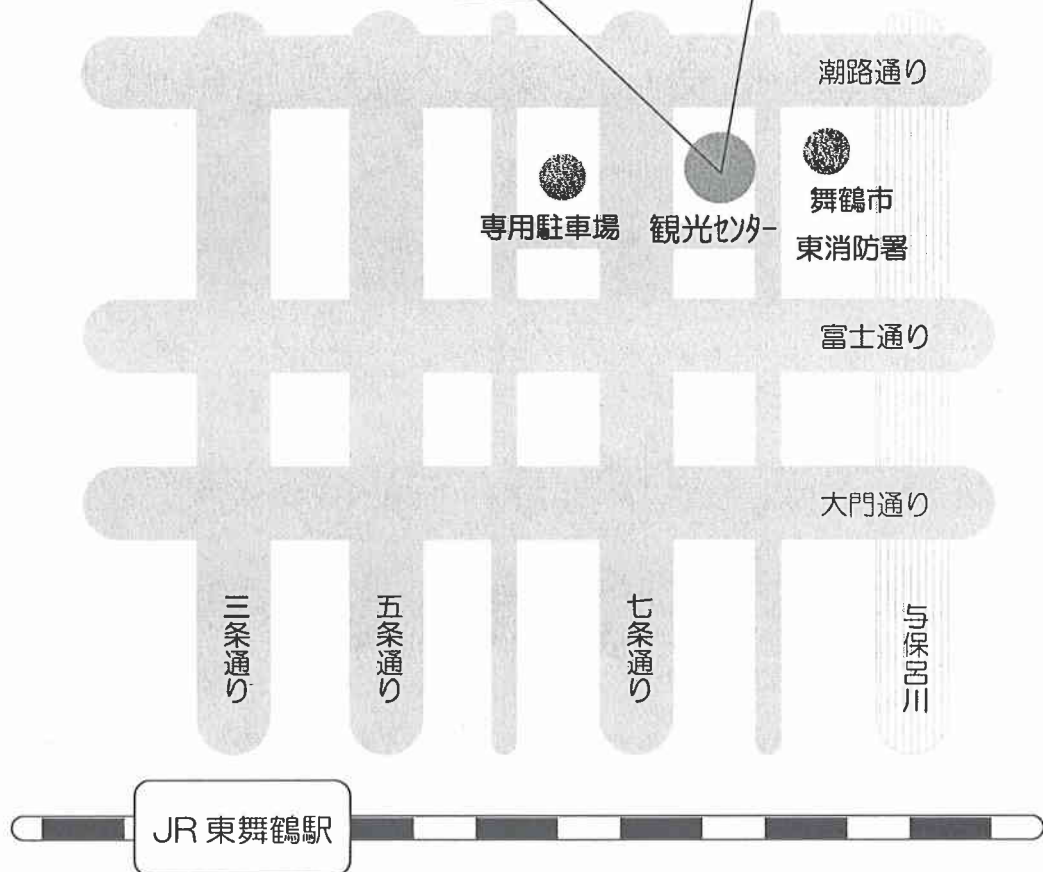 潮路通り
専用駐車場
観光センター
舞鶴市
東消防署
富士通り
大門通り
三条通り
五条通り
七条通り
与保呂川
JR 東舞鶴駅